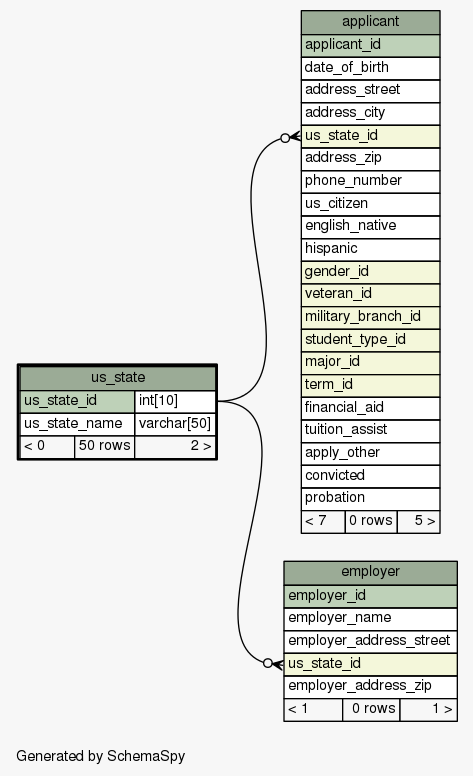 applicant
applicant_id
date_of_birth
address_street
address_city
us_state_id
address_zip
phone_number
us_citizen
english_native
hispanic
gender_id
veteran_id
military_branch_id
student_type_id
major_id
term_id
financial_aid
tuition_assist
apply_other
convicted
probation
< 7 0 rows 5 >
us_state
us_state_id int[10]
us_state_name varchar[50]
< 0 50 rows 2 >
employer
employer_id
employer_name
employer_address_street
us_state_id
employer_address_zip
< 1 0 rows 1 >
Generated by SchemaSpy